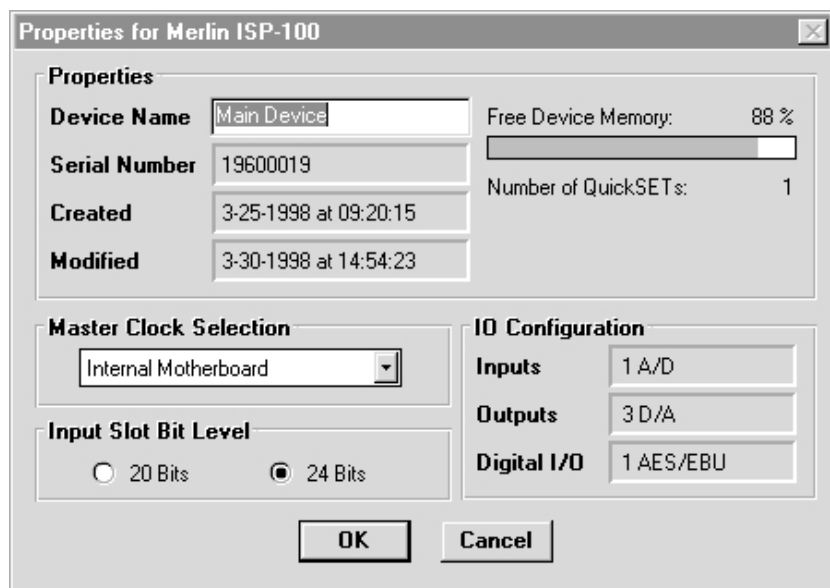 Properties for Merlin ISP-100
Properties
Device Name Main Device
Serial Number 19600019
Created 3-25-1998 at 09:20:15
Modified 3-30-1998 at 14:54:23
Free Device Memory: 88 %
Number of QuickSETs: 1
Master Clock Selection
Internal Motherboard
Input Slot Bit Level
20 Bits 24 Bits
IO Configuration
Inputs 1 A/D
Outputs 3 D/A
Digital I/O 1 AES/EBU
OK Cancel